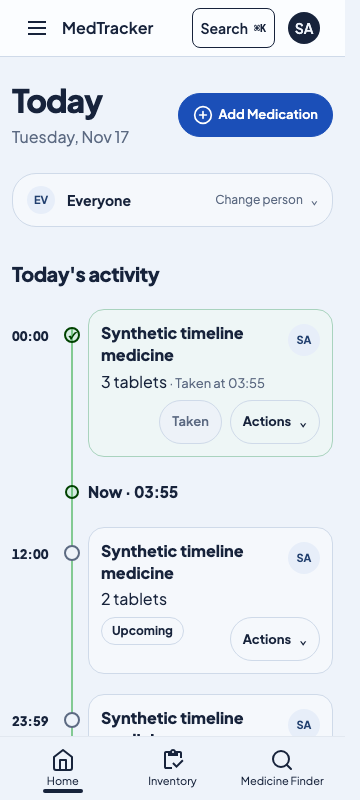 MedTracker
Search ⌘K
SA
Today
Tuesday, Nov 17
Add Medication
EV
Everyone
Change person
Today's activity
00:00
Synthetic timeline
medicine
SA
3 tablets · Taken at 03:55
Taken
Actions
Now · 03:55
12:00
Synthetic timeline
medicine
SA
2 tablets
Upcoming
Actions
23:59
Synthetic timeline
SA
Home
Inventory
Medicine Finder